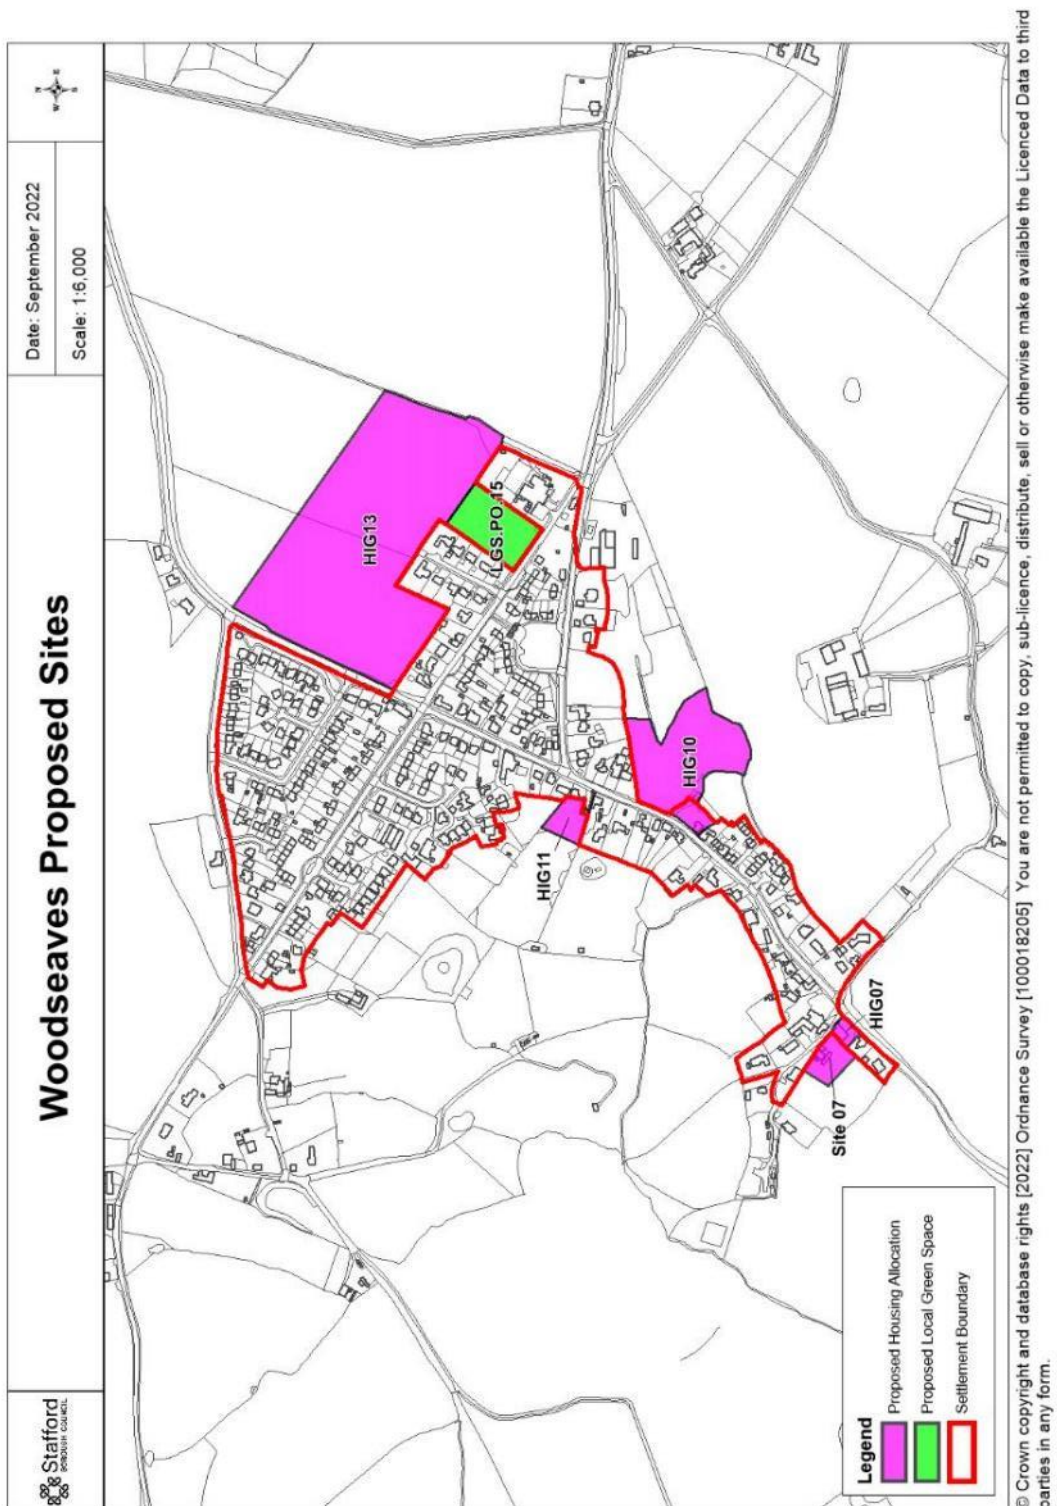 Stafford
BOROUGH COUNCIL
Woodseaves Proposed Sites
Date: September 2022
Scale: 1:6,000
N
W E
S
HIG13
LGS.PO.15
HIG11
HIG10
HIG07
Site 07
Legend
Proposed Housing Allocation
Proposed Local Green Space
Settlement Boundary
© Crown copyright and database rights [2022] Ordnance Survey [100018205] You are not permitted to copy, sub-licence, distribute, sell or otherwise make available the Licenced Data to third
parties in any form.